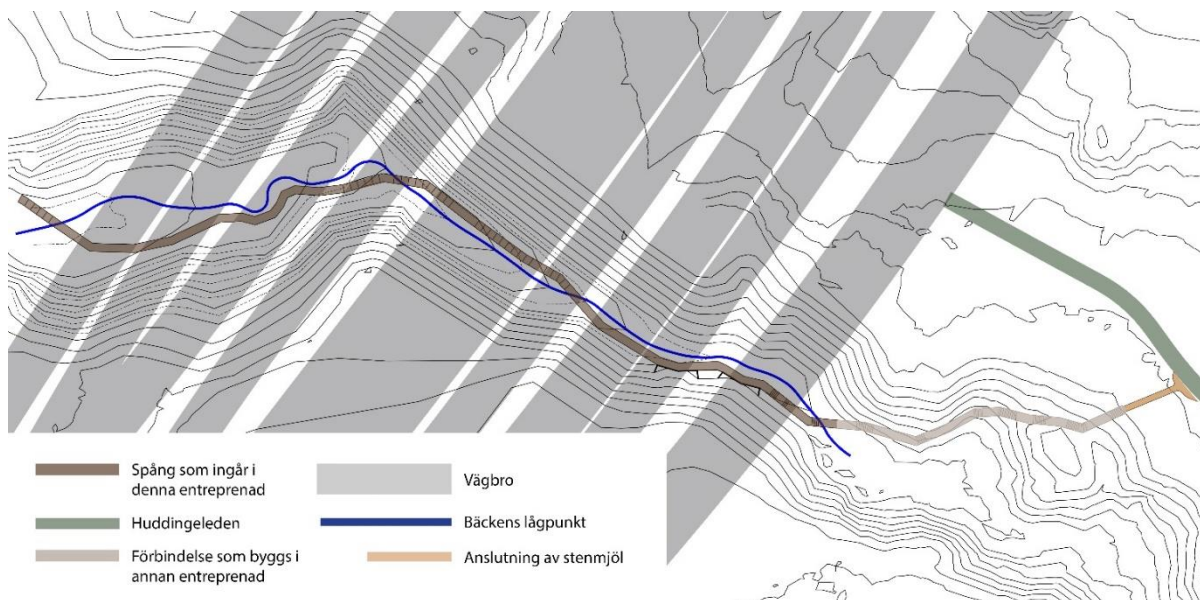 Spång som ingår i
denna entreprenad
Huddingeleden
Förbindelse som byggs i
annan entreprenad
Vägbro
Bäckens lågpunkt
Anslutning av stenmjöl